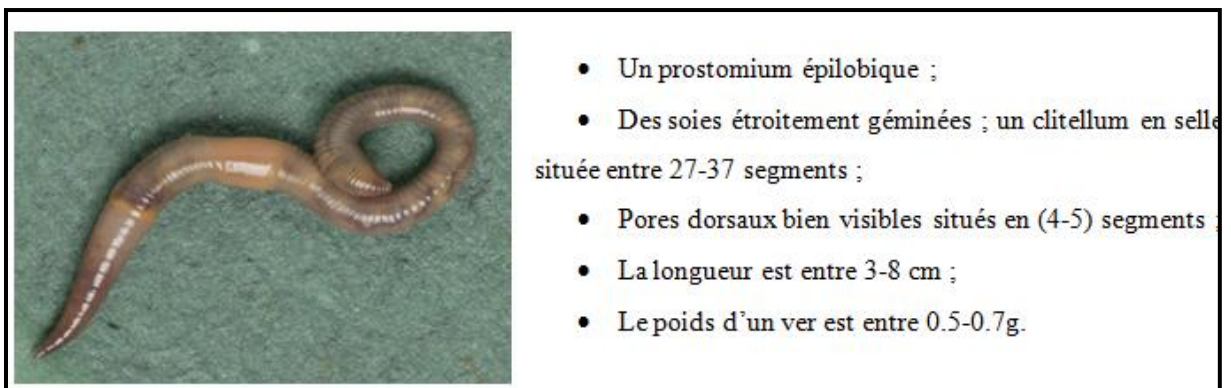 • Un prostomium épilobique ;
• Des soies étroitement géminées ; un clitellum en selle
située entre 27-37 segments ;
• Pores dorsaux bien visibles situés en (4-5) segments ;
• La longueur est entre 3-8 cm ;
• Le poids d'un ver est entre 0.5-0.7g.